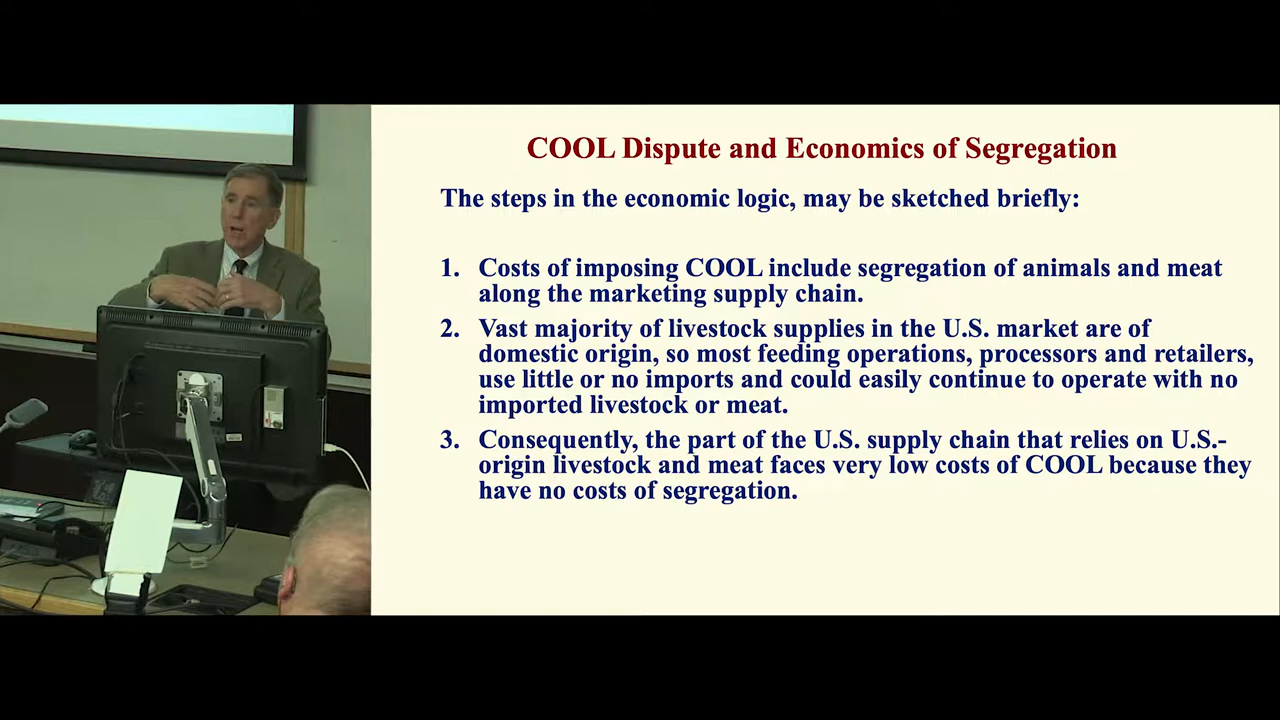 COOL Dispute and Economics of Segregation
The steps in the economic logic, may be sketched briefly:
1. Costs of imposing COOL include segregation of animals and meat
along the marketing supply chain.
2. Vast majority of livestock supplies in the U.S. market are of
domestic origin, so most feeding operations, processors and retailers,
use little or no imports and could easily continue to operate with no
imported livestock or meat.
3. Consequently, the part of the U.S. supply chain that relies on U.S.-
origin livestock and meat faces very low costs of COOL because they
have no costs of segregation.